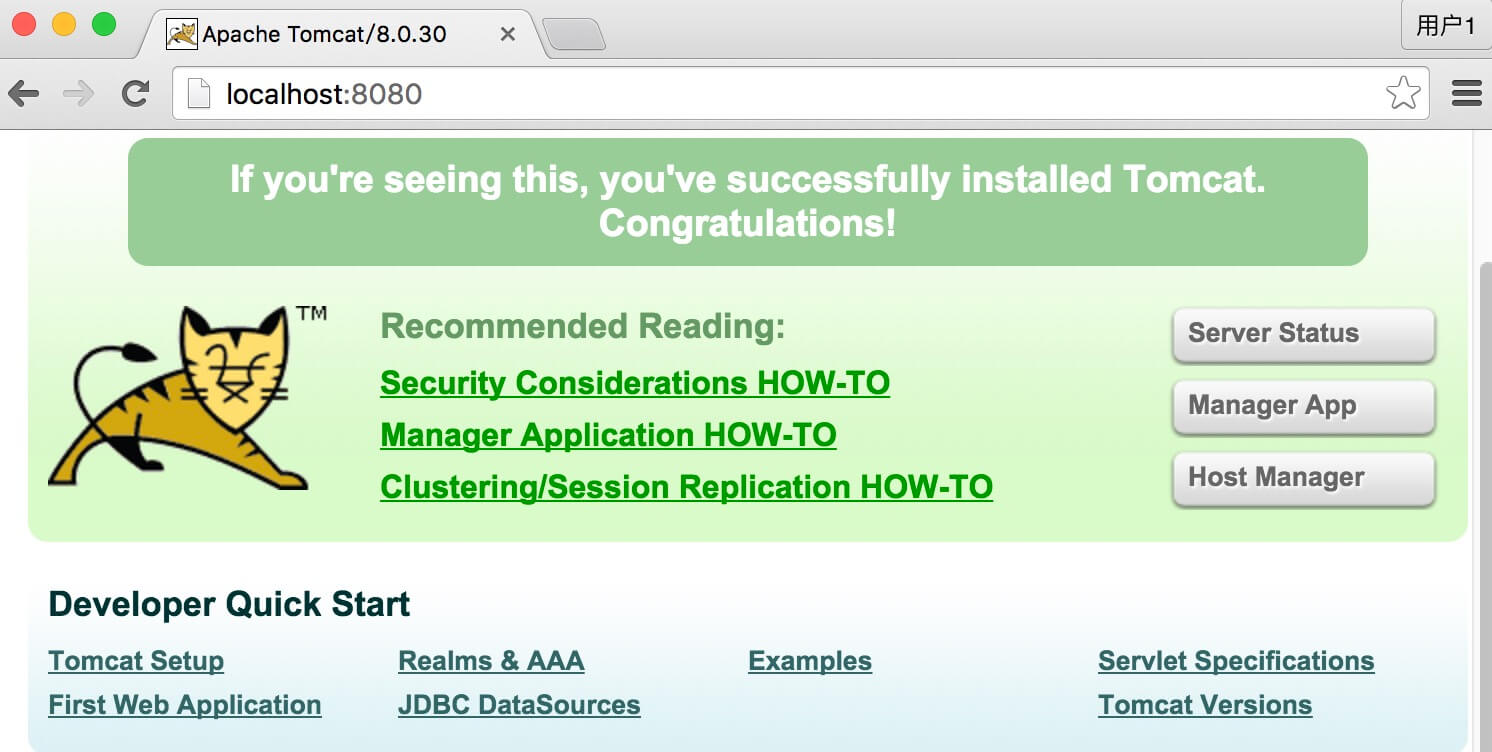 Apache Tomcat/8.0.30
用户1
localhost:8080
If you're seeing this, you've successfully installed Tomcat.
Congratulations!
TM
Recommended Reading:
Security Considerations HOW-TO
Manager Application HOW-TO
Clustering/Session Replication HOW-TO
Server Status
Manager App
Host Manager
Developer Quick Start
Tomcat Setup
Realms & AAA
Examples
Servlet Specifications
First Web Application
JDBC DataSources
Tomcat Versions